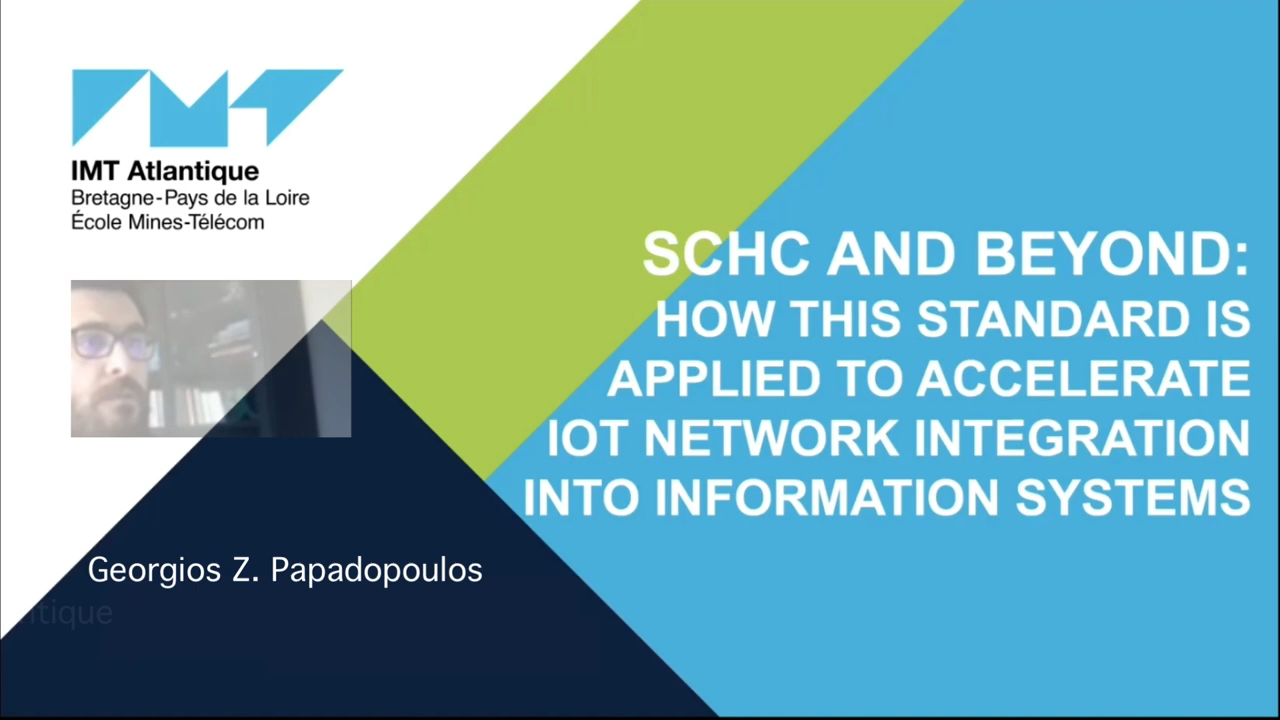 IMT Atlantique
Bretagne-Pays de la Loire
École Mines-Télécom
SCHC AND BEYOND:
HOW THIS STANDARD IS
APPLIED TO ACCELERATE
IOT NETWORK INTEGRATION
INTO INFORMATION SYSTEMS
Georgios Z. Papadopoulos